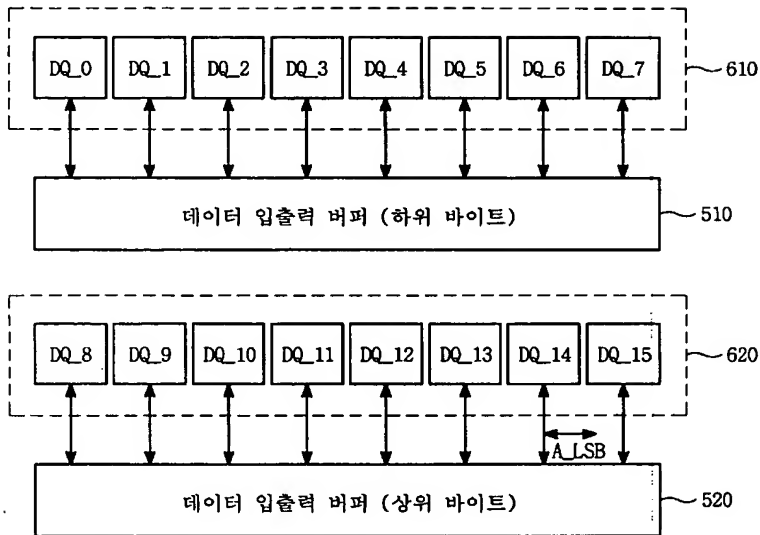 DQ_0 DQ_1 DQ_2 DQ_3 DQ_4 DQ_5 DQ_6 DQ_7 610
데이터 입출력 버퍼 (하위 바이트) 510
DQ_8 DQ_9 DQ_10 DQ_11 DQ_12 DQ_13 DQ_14 DQ_15 620
A_LSB
데이터 입출력 버퍼 (상위 바이트) 520